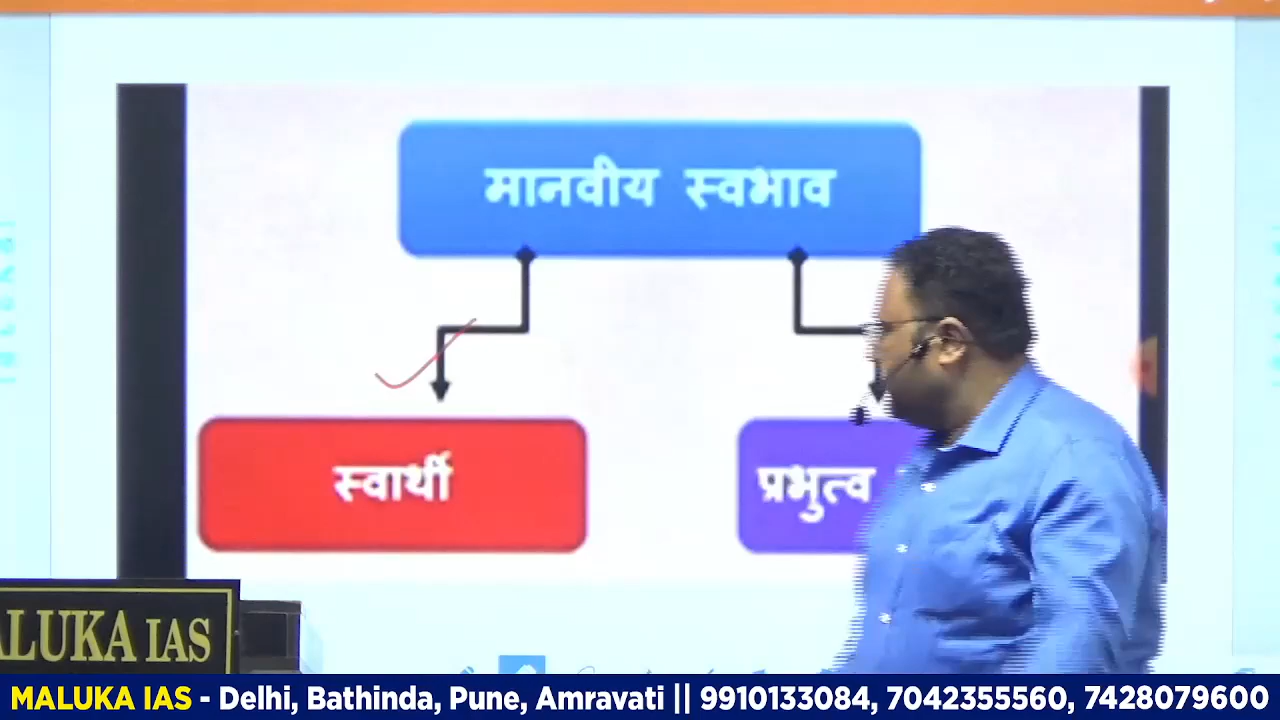 मानवीय स्वभाव
स्वार्थी
प्रभुत्व
ALUKA IAS
MALUKA IAS - Delhi, Bathinda, Pune, Amravati || 9910133084, 7042355560, 7428079600